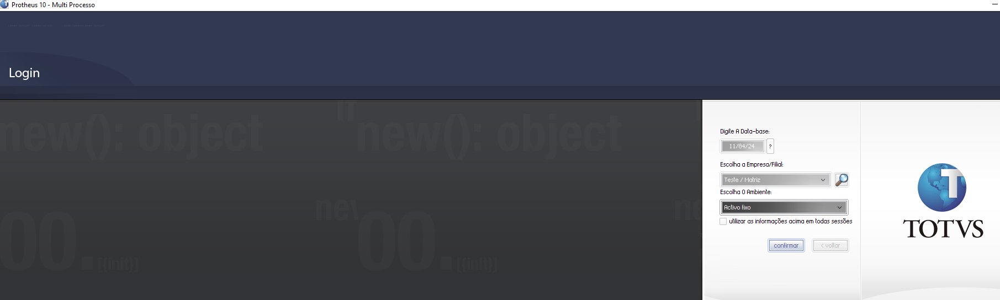 Protheus 10 - Multi Processo
Login
new(): object
new(): object
Digite A Data-base:
11/04/24 ?
Escolha a Empresa/Filial:
Teste / Matriz
Escolha O Ambiente:
Activo fixo
utilizar as informações acima em todas sessões
confirmar
< voltar
T
TOTVS
00
.[{init}]
00
.[{init}]